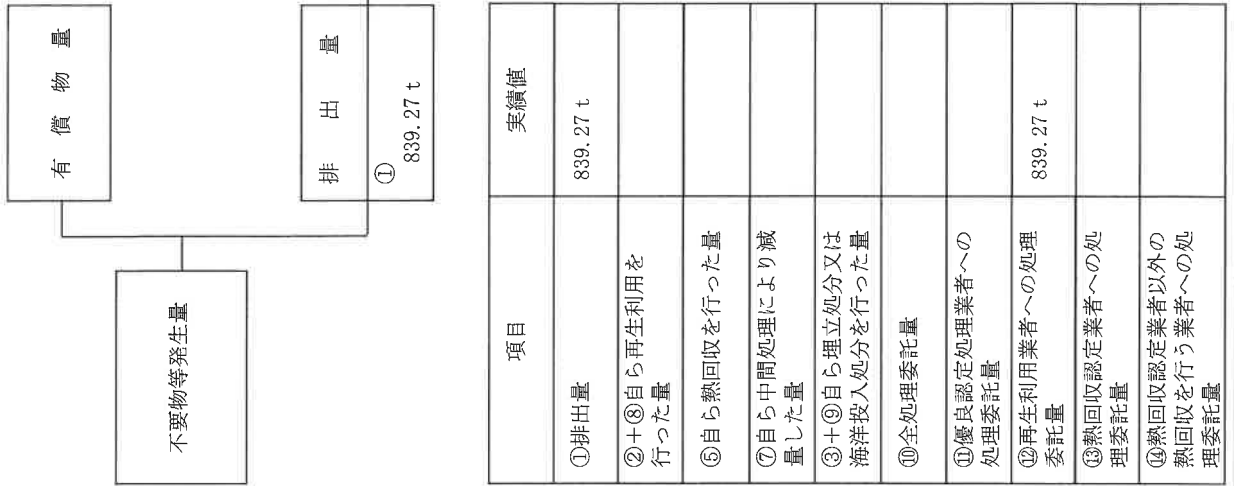 不要物等発生量
有償物量
排出量
①
839.27 t
項目
実績値
①排出量
839.27 t
②+⑧自ら再生利用を
行った量
⑤自ら熱回収を行った量
⑦自ら中間処理により減
量した量
③+⑨自ら埋立処分又は
海洋投入処分を行った量
⑩全処理委託量
⑪優良認定処理業者への
処理委託量
⑫再生利用業者への処理
委託量
839.27 t
⑬熱回収認定業者への処
理委託量
⑭熱回収認定業者以外の
熱回収を行う業者への処
理委託量